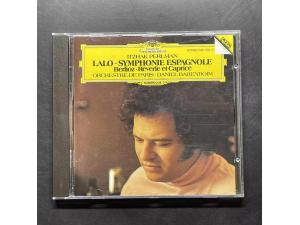 ITZHAK PERLMAN
LALO · SYMPHONIE ESPAGNOLE
Berlioz · Rêverie et Caprice
ORCHESTRE DE PARIS · DANIEL BARENBOIM